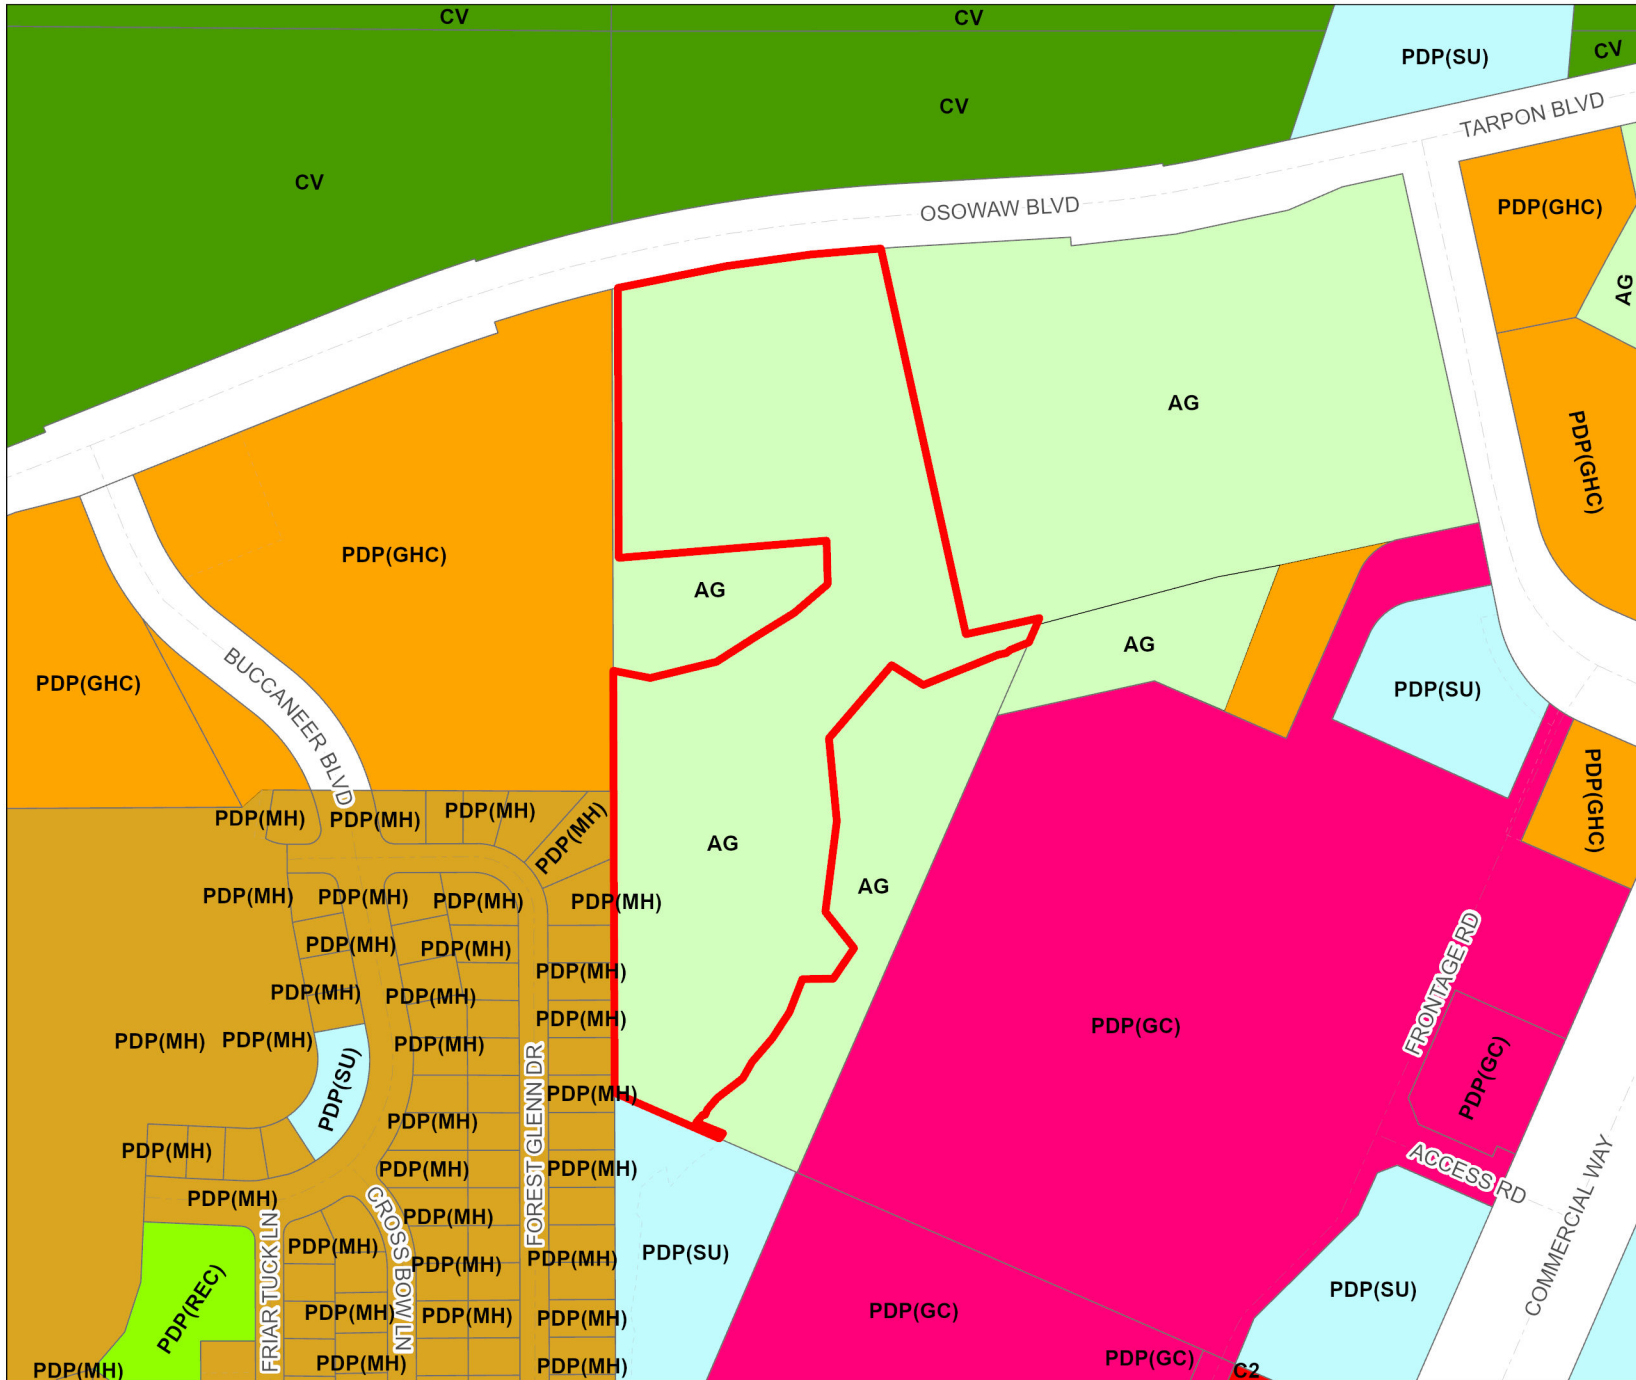 CV
CV
PDP(SU)
CV
CV
TARPON BLVD
CV
OSOWAW BLVD
PDP(GHC)
AG
AG
PDP(GHC)
PDP(GHC)
AG
AG
PDP(GHC)
BUCCANEER BLVD
PDP(SU)
PDP(GHC)
PDP(MH)
PDP(MH)
PDP(MH)
PDP(MH)
AG
AG
PDP(MH)
PDP(MH)
PDP(MH)
PDP(MH)
PDP(MH)
PDP(MH)
PDP(MH)
FRONTAGE RD
PDP(MH)
PDP(MH)
PDP(MH)
PDP(GC)
PDP(MH)
PDP(MH)
PDP(MH)
PDP(MH)
PDP(SU)
PDP(GC)
FOREST GLENN DR
PDP(MH)
PDP(MH)
PDP(MH)
PDP(MH)
PDP(MH)
ACCESS RD
PDP(MH)
CROSS BOW LN
PDP(MH)
COMMERCIAL WAY
FRIAR TUCK LN
PDP(MH)
PDP(MH)
PDP(MH)
PDP(SU)
PDP(SU)
PDP(REC)
PDP(MH)
PDP(MH)
PDP(MH)
PDP(GC)
PDP(MH)
PDP(MH)
PDP(MH)
PDP(GC)
C2